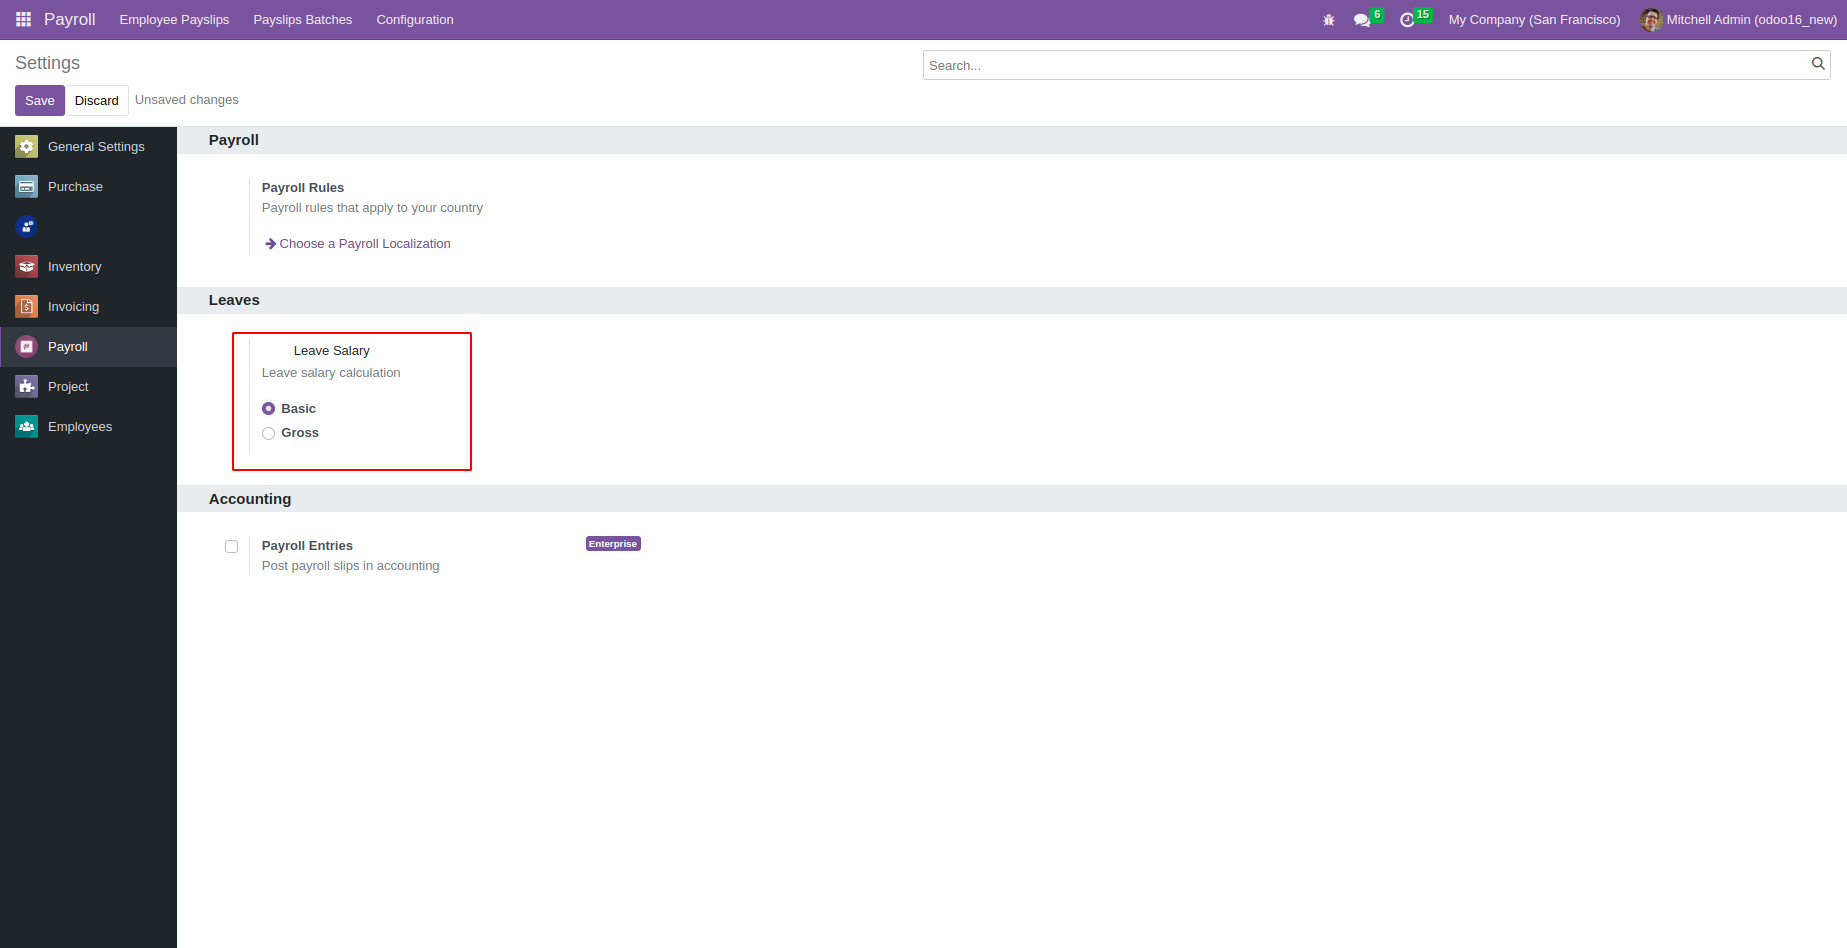 Payroll Employee Payslips Payslips Batches Configuration 6 15 My Company (San Francisco) Mitchell Admin (odoo16_new)
Settings
Search...
Save Discard Unsaved changes
General Settings
Purchase
Inventory
Invoicing
Payroll
Project
Employees
Payroll
Payroll Rules
Payroll rules that apply to your country
Choose a Payroll Localization
Leaves
Leave Salary
Leave salary calculation
Basic
Gross
Accounting
Payroll Entries Enterprise
Post payroll slips in accounting